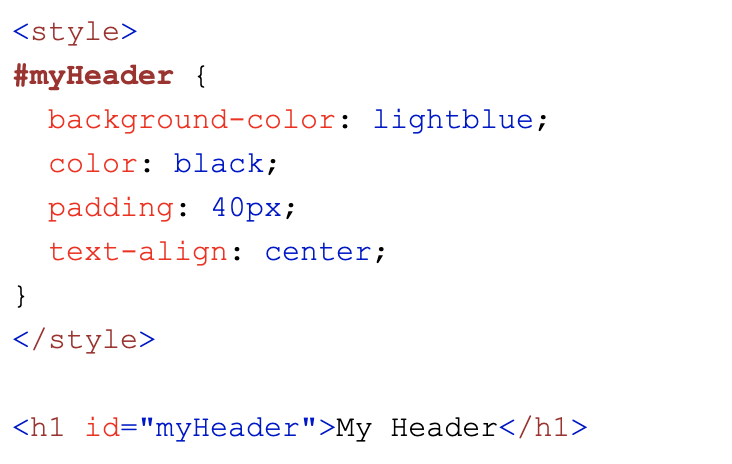 <style>
#myHeader {
  background-color: lightblue;
  color: black;
  padding: 40px;
  text-align: center;
}
</style>

<h1 id="myHeader">My Header</h1>